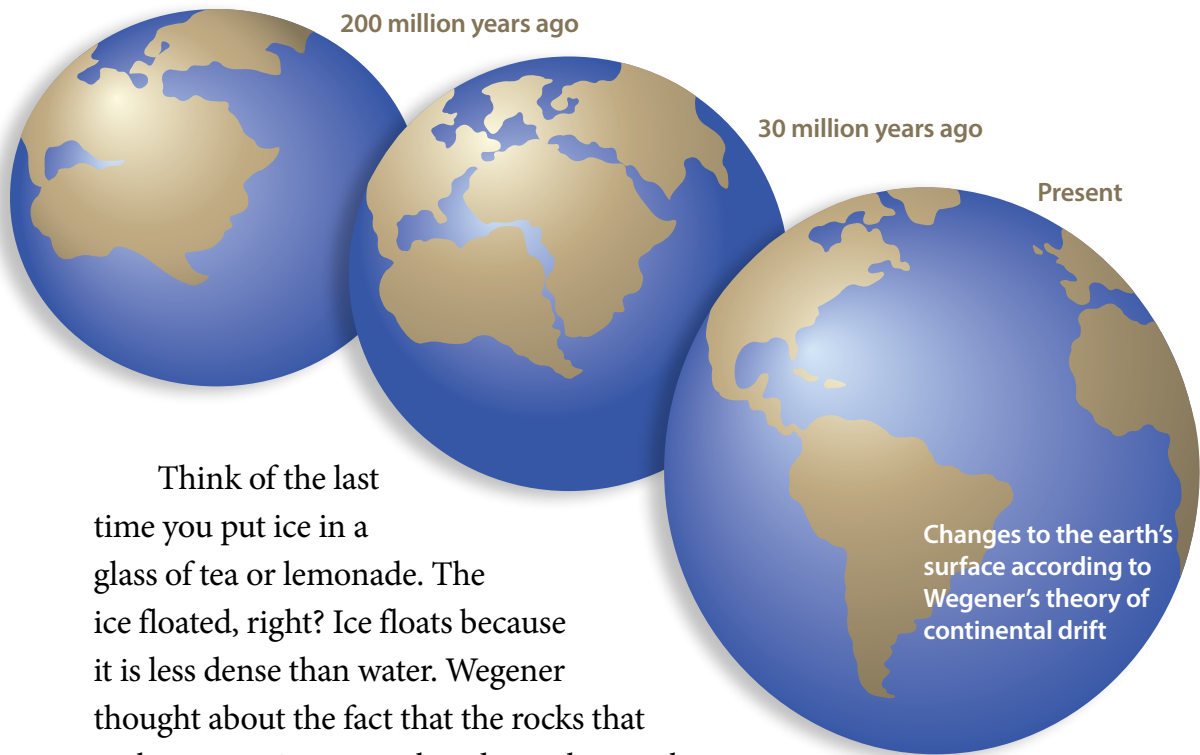 200 million years ago
30 million years ago
Present
Think of the last
time you put ice in a
glass of tea or lemonade. The
ice floated, right? Ice floats because
it is less dense than water. Wegener
thought about the fact that the rocks that
Changes to the earth’s
surface according to
Wegener’s theory of
continental drift